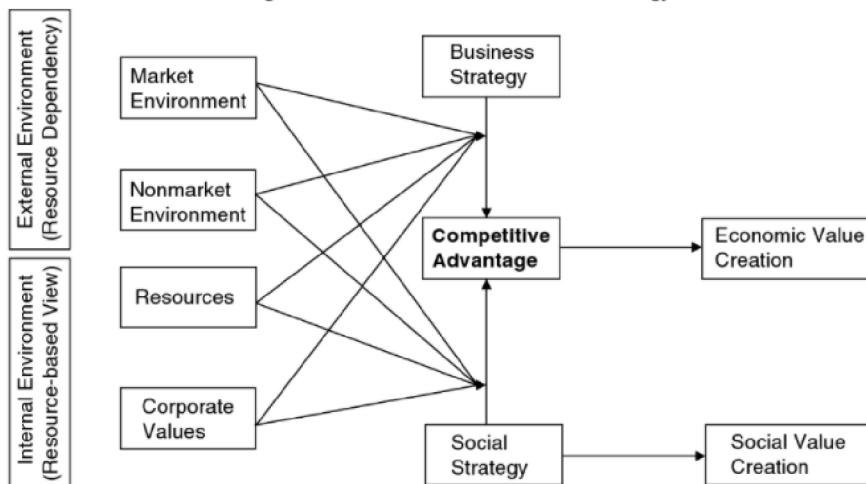 External Environment
(Resource Dependency)
Internal Environment
(Resource-based View)
Market
Environment
Nonmarket
Environment
Resources
Corporate
Values
Business
Strategy
Competitive
Advantage
Social
Strategy
Economic Value
Creation
Social Value
Creation